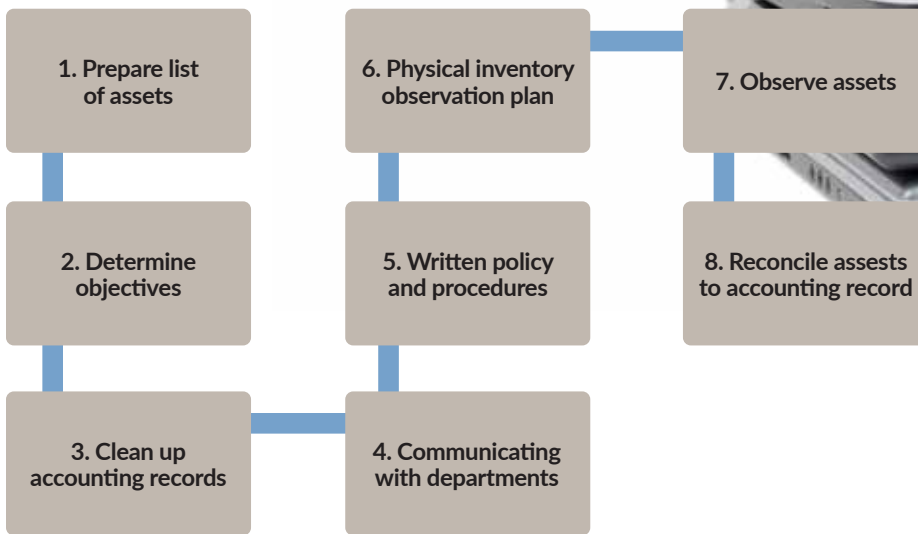 1. Prepare list
of assets
2. Determine
objectives
3. Clean up
accounting records
4. Communicating
with departments
5. Written policy
and procedures
6. Physical inventory
observation plan
7. Observe assets
8. Reconcile assests
to accounting record